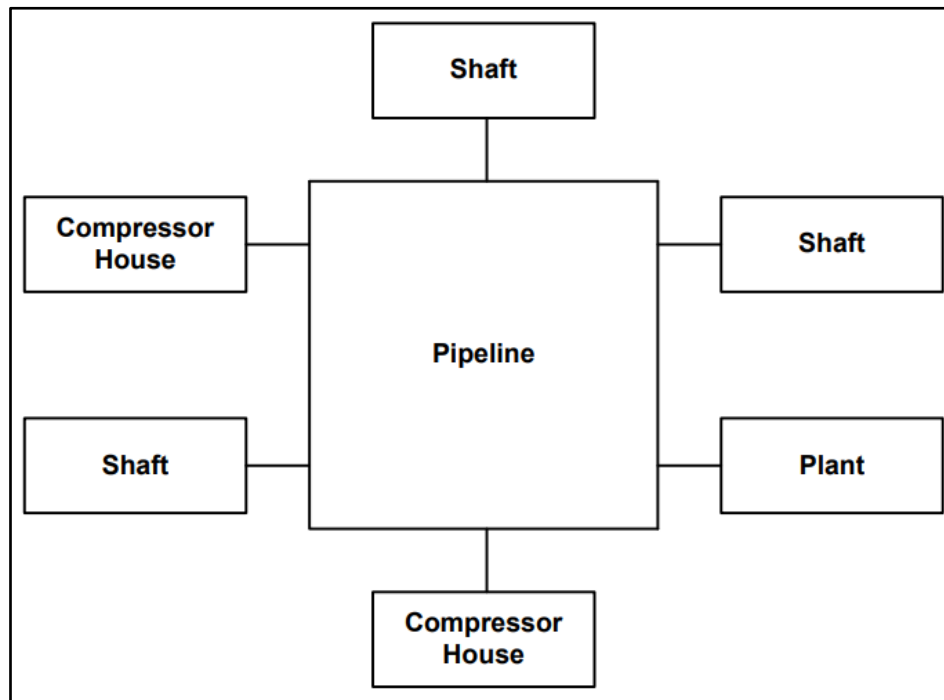 Shaft
Compressor
House
Shaft
Pipeline
Shaft
Plant
Compressor
House